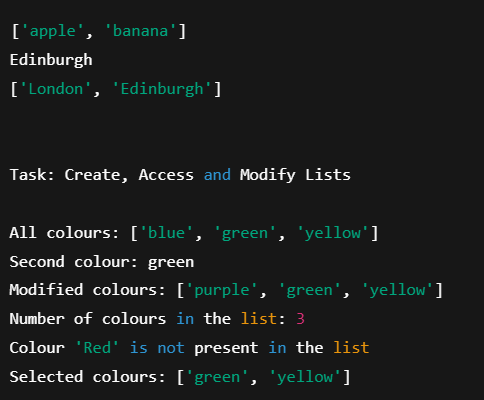 ['apple', 'banana']
Edinburgh
['London', 'Edinburgh']
Task: Create, Access and Modify Lists
All colours: ['blue', 'green', 'yellow']
Second colour: green
Modified colours: ['purple', 'green', 'yellow']
Number of colours in the list: 3
Colour 'Red' is not present in the list
Selected colours: ['green', 'yellow']